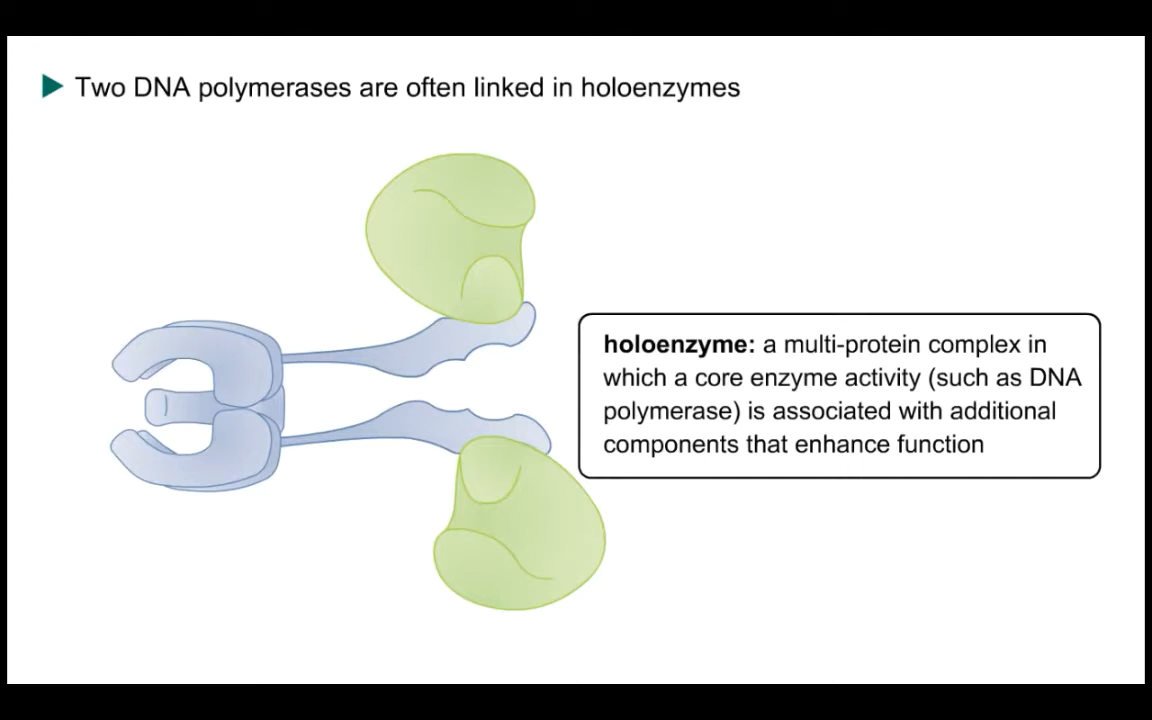 Two DNA polymerases are often linked in holoenzymes
holoenzyme: a multi-protein complex in
which a core enzyme activity (such as DNA
polymerase) is associated with additional
components that enhance function